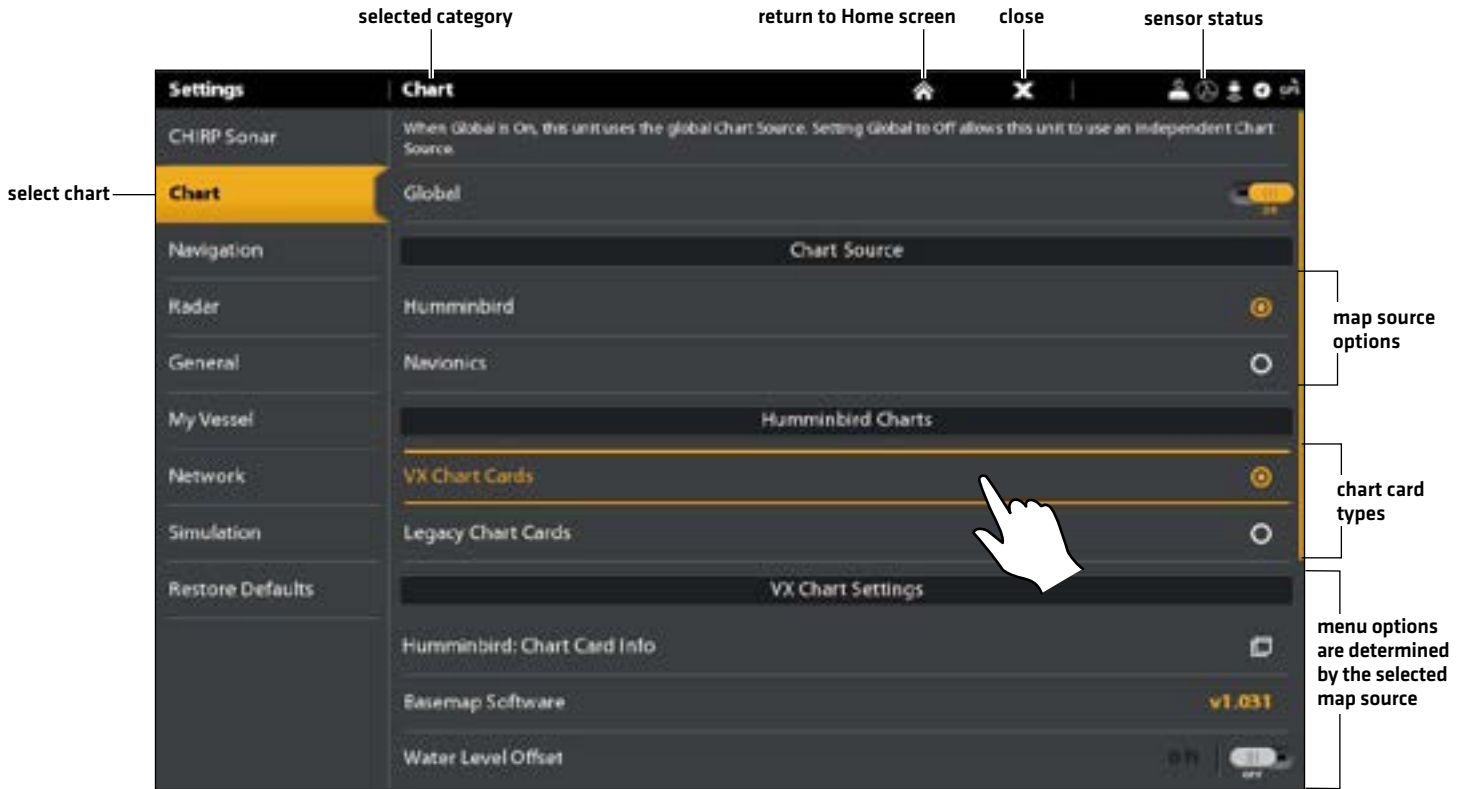 selected category
return to Home screen
close
sensor status
Settings
Chart
CHIRP Sonar
When Global is On, this unit uses the global Chart Source. Setting Global to Off allows this unit to use an independent Chart
Source.
select chart
Chart
Global
ON
Navigation
Chart Source
Radar
Humminbird
map source
options
General
Navionics
My Vessel
Humminbird Charts
Network
VX Chart Cards
chart card
types
Simulation
Legacy Chart Cards
Restore Defaults
VX Chart Settings
menu options
are determined
by the selected
map source
Humminbird: Chart Card Info
Basemap Software
v1.031
Water Level Offset
0 ft
OFF